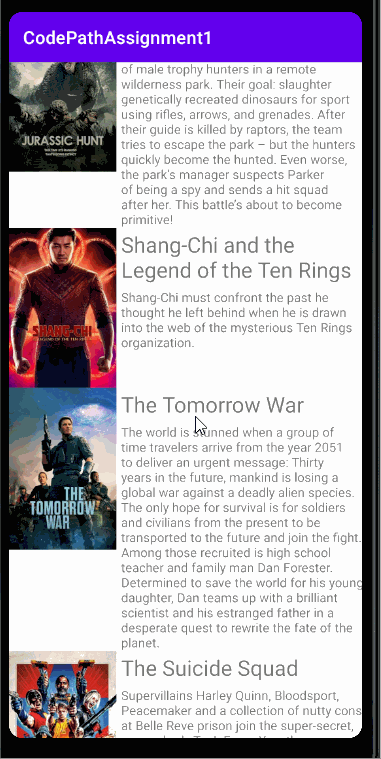 CodePathAssignment1
of male trophy hunters in a remote
wilderness park. Their goal: slaughter
genetically recreated dinosaurs for sport
using rifles, arrows, and grenades. After
their guide is killed by raptors, the team
tries to escape the park – but the hunters
quickly become the hunted. Even worse,
the park's manager suspects Parker
of being a spy and sends a hit squad
after her. This battle's about to become
primitive!
JURASSIC HUNT
Shang-Chi and the
Legend of the Ten Rings
Shang-Chi must confront the past he
thought he left behind when he is drawn
into the web of the mysterious Ten Rings
organization.
SHANG-CHI
The Tomorrow War
The world is stunned when a group of
time travelers arrive from the year 2051
to deliver an urgent message: Thirty
years in the future, mankind is losing a
global war against a deadly alien species.
The only hope for survival is for soldiers
and civilians from the present to be
transported to the future and join the fight.
Among those recruited is high school
teacher and family man Dan Forester.
Determined to save the world for his young
daughter, Dan teams up with a brilliant
scientist and his estranged father in a
desperate quest to rewrite the fate of the
planet.
THE
TOMORROW
WAR
The Suicide Squad
Supervillains Harley Quinn, Bloodsport,
Peacemaker and a collection of nutty cons
at Belle Reve prison join the super-secret,